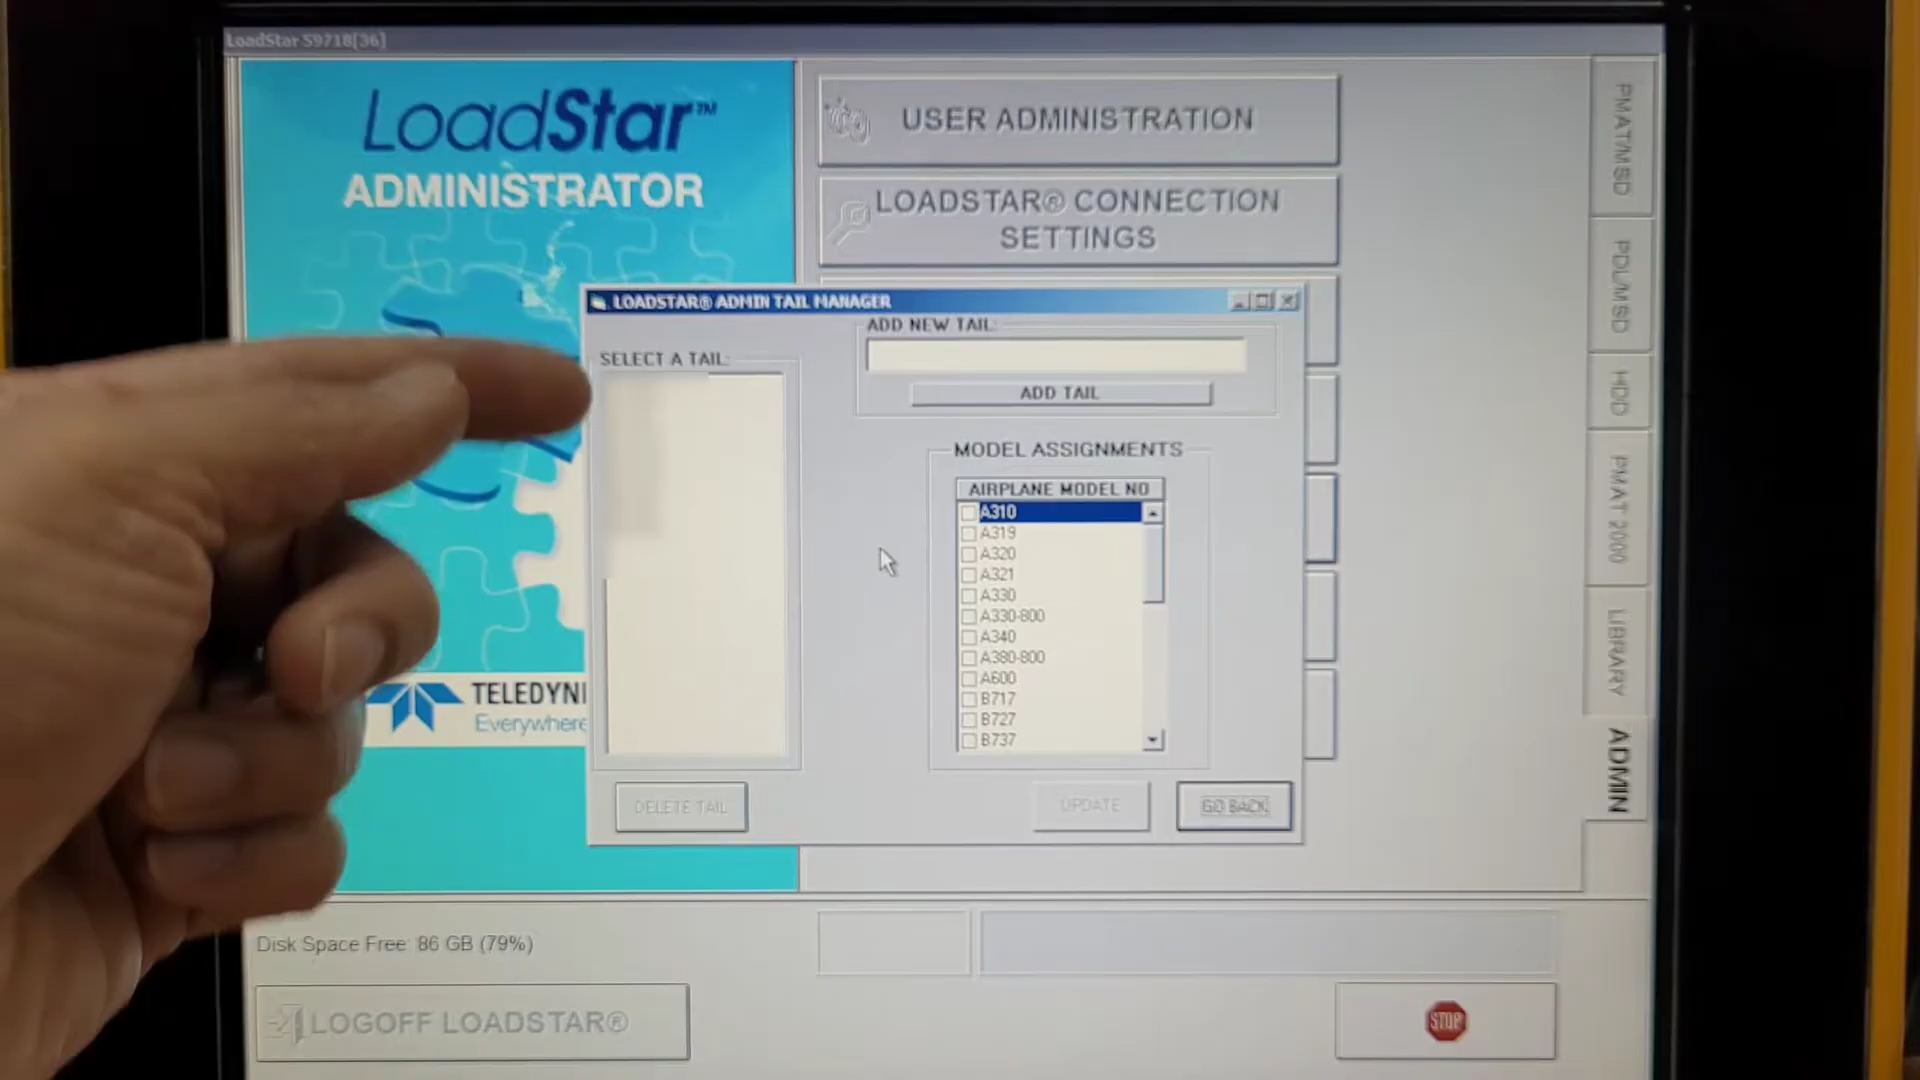 LoadStar S9718[36]
LoadStar™
ADMINISTRATOR
USER ADMINISTRATION
LOADSTAR® CONNECTION
SETTINGS
LOADSTAR® ADMIN TAIL MANAGER
SELECT A TAIL:
ADD NEW TAIL:
ADD TAIL
MODEL ASSIGNMENTS
AIRPLANE MODEL NO
A310
A319
A320
A321
A330
A330-800
A340
A380-800
A600
B717
B727
B737
DELETE TAIL
UPDATE
GO BACK
TELEDYN
Everywhere
PMAT/MSD
PDL/MSD
HDD
PMAT 2000
LIBRARY
ADMIN
Disk Space Free: 86 GB (79%)
LOGOFF LOADSTAR®
STOP